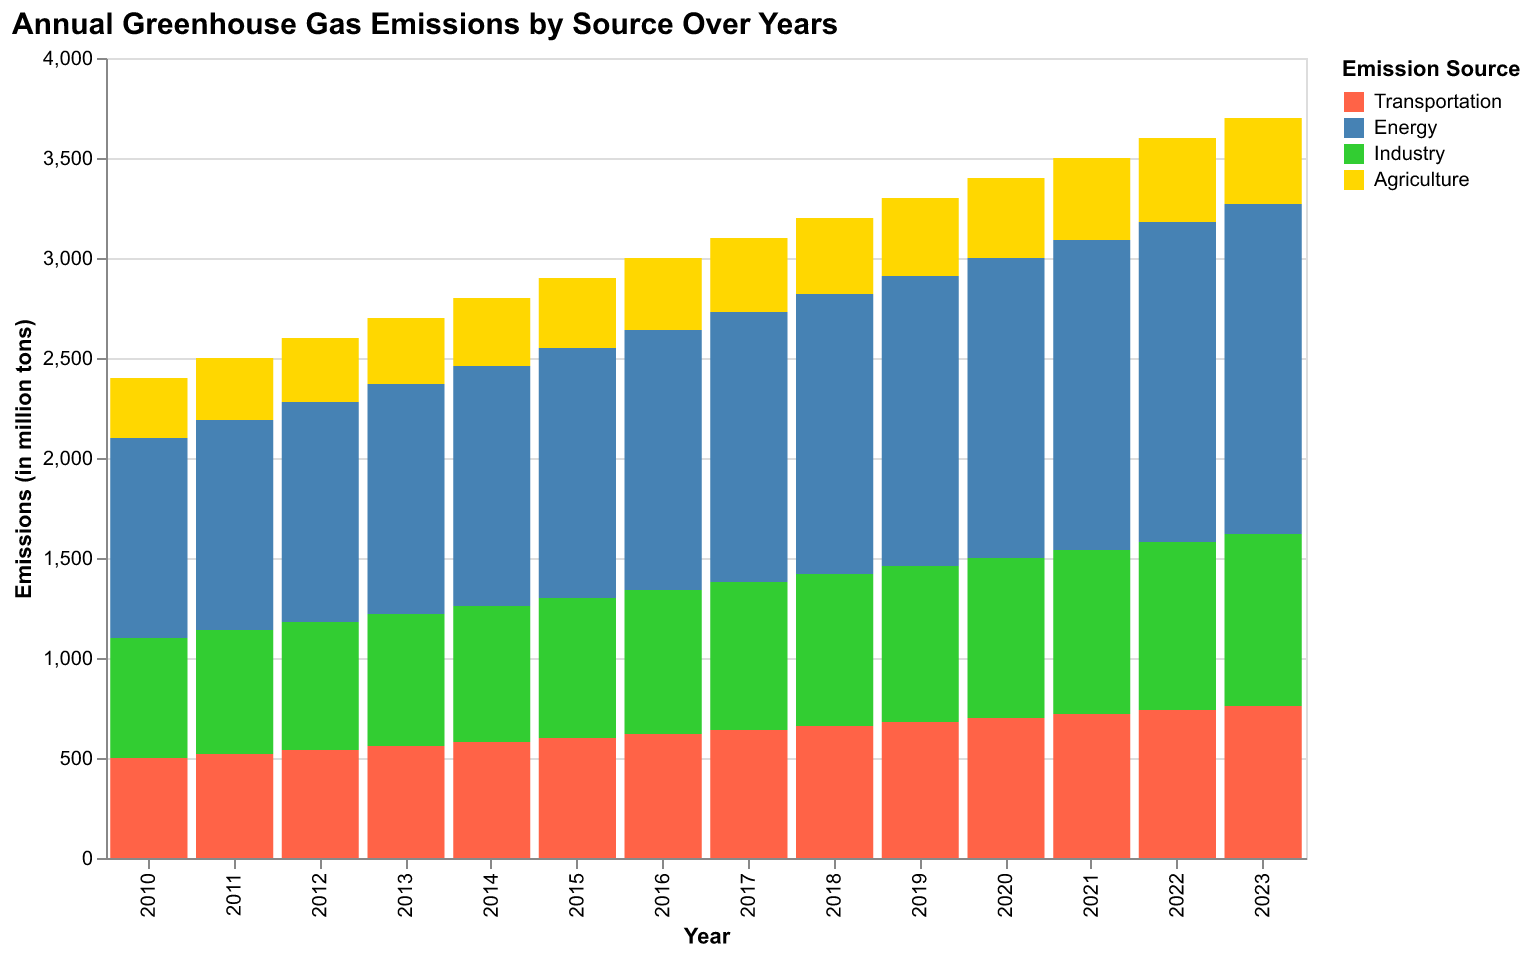 Annual Greenhouse Gas Emissions by Source Over Years
Emission Source
Transportation
Energy
Industry
Agriculture
Emissions (in million tons)
4,000
3,500
3,000
2,500
2,000
1,500
1,000
500
0
2010
2011
2012
2013
2014
2015
2016
2017
2018
2019
2020
2021
2022
2023
Year